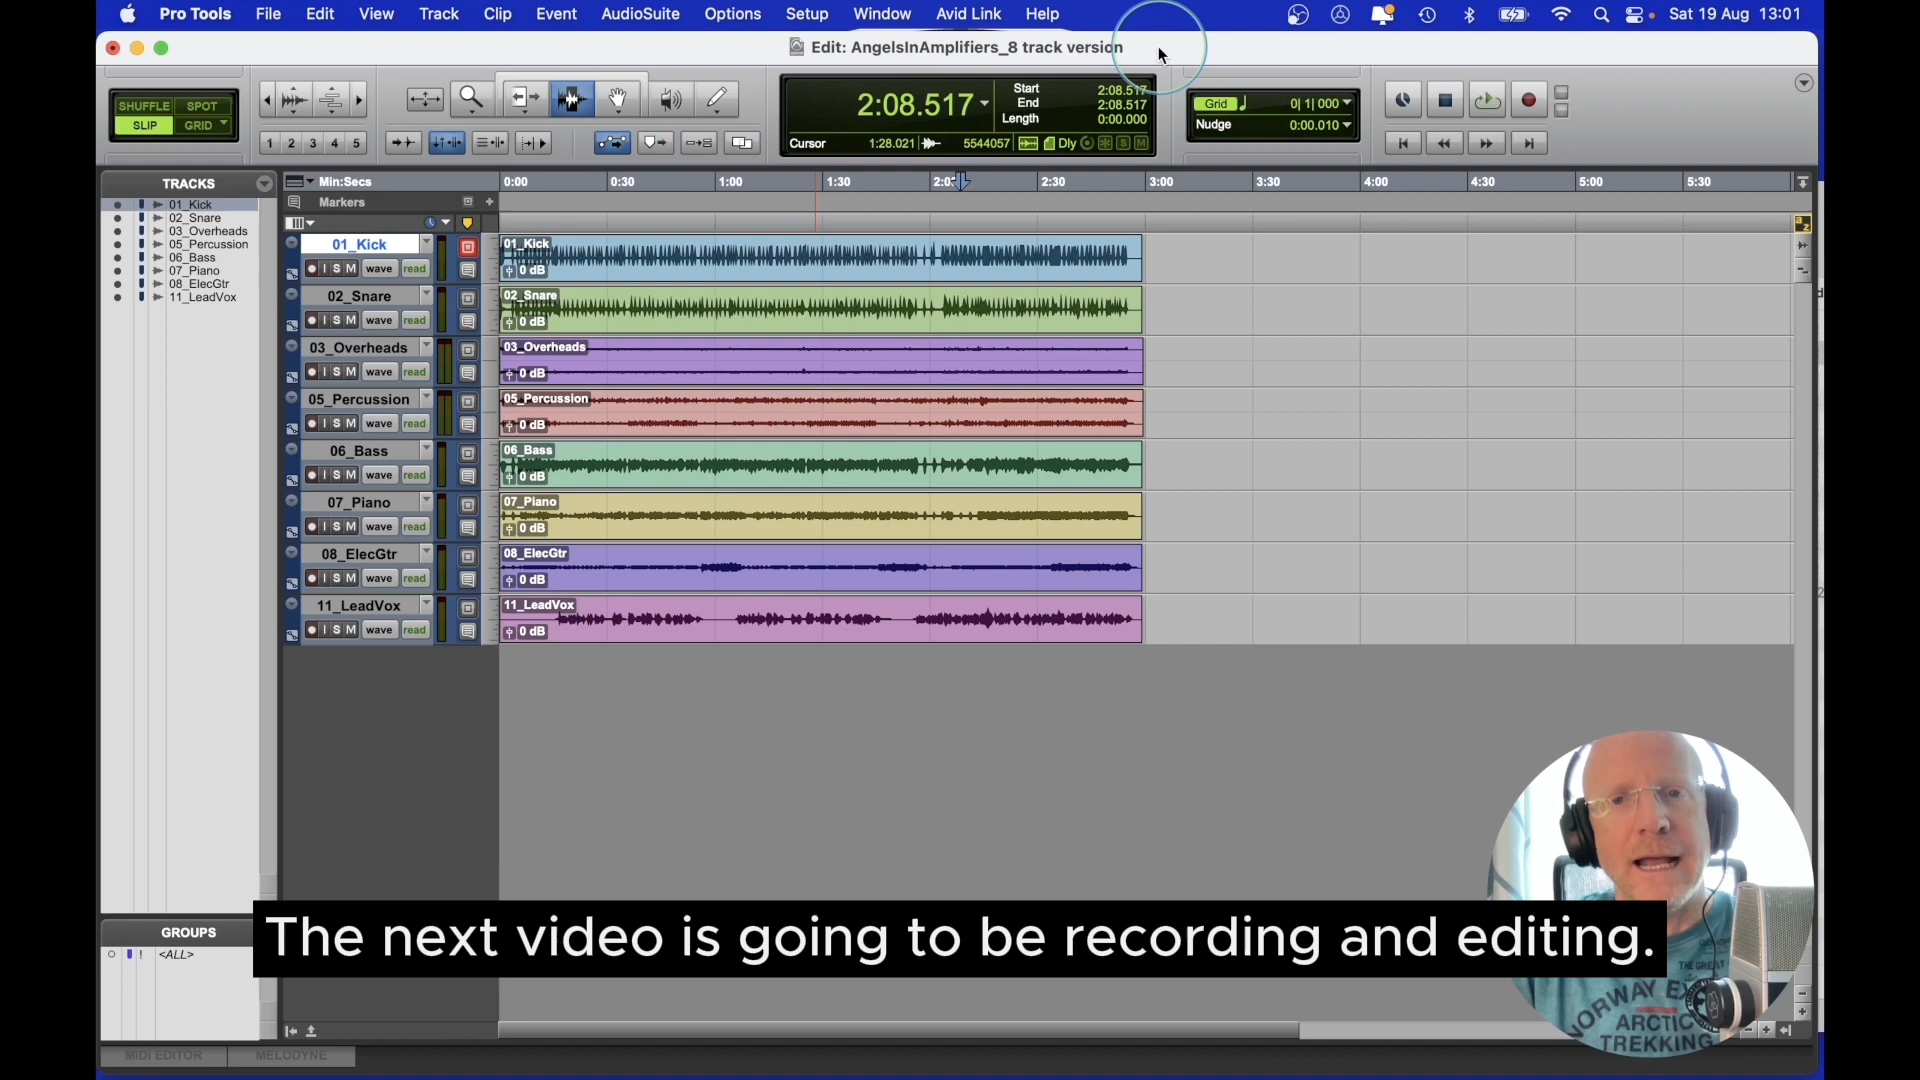 Pro Tools File Edit View Track Clip Event AudioSuite Options Setup Window Avid Link Help Sat 19 Aug 13:01
Edit: AngelsInAmplifiers_8 track version
SHUFFLE SPOT
SLIP GRID
1 2 3 4 5
2:08.517
Start 2:08.517
End 2:08.517
Length 0:00.000
Cursor 1:28.021 5544057 Dly S M
Grid 0| 1| 000
Nudge 0:00.010
TRACKS
01_Kick
02_Snare
03_Overheads
05_Percussion
06_Bass
07_Piano
08_ElecGtr
11_LeadVox
Min:Secs 0:00 0:30 1:00 1:30 2:0 2:30 3:00 3:30 4:00 4:30 5:00 5:30
Markers
a z
01_Kick
I S M wave read
01_Kick
0 dB
02_Snare
I S M wave read
02_Snare
0 dB
03_Overheads
I S M wave read
03_Overheads
0 dB
05_Percussion
I S M wave read
05_Percussion
0 dB
06_Bass
I S M wave read
06_Bass
0 dB
07_Piano
I S M wave read
07_Piano
0 dB
08_ElecGtr
I S M wave read
08_ElecGtr
0 dB
11_LeadVox
I S M wave read
11_LeadVox
0 dB
GROUPS
! <ALL>
The next video is going to be recording and editing.
THE GREAT
NORWAY
ARCTIC
TREKKING
MIDI EDITOR MELODYNE